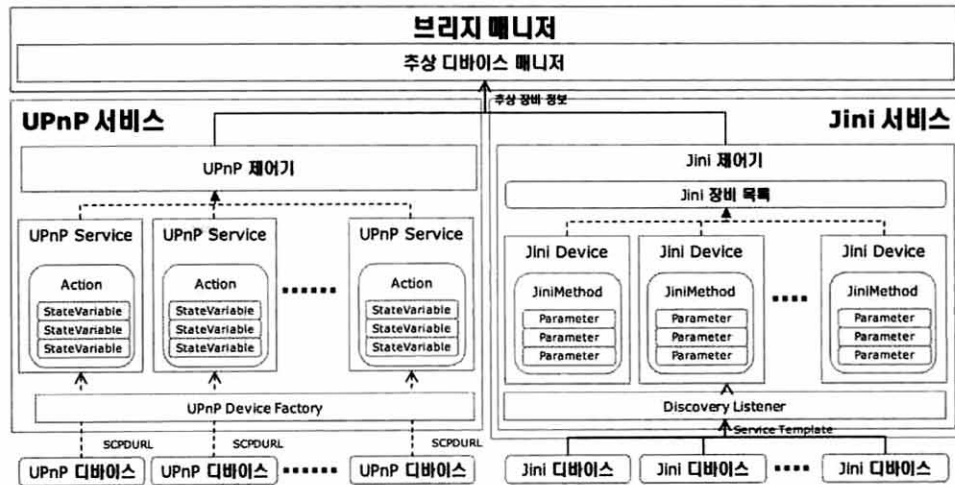 브리지 매니저
추상 디바이스 매니저
추상 장비 정보
UPnP 서비스
UPnP 제어기
UPnP Service
UPnP Service
UPnP Service
Action
Action
Action
StateVariable
StateVariable
StateVariable
StateVariable
StateVariable
StateVariable
StateVariable
StateVariable
StateVariable
UPnP Device Factory
SCPDURL
SCPDURL
SCPDURL
UPnP 디바이스
UPnP 디바이스
UPnP 디바이스
Jini 서비스
Jini 제어기
Jini 장비 목록
Jini Device
Jini Device
Jini Device
JiniMethod
JiniMethod
JiniMethod
Parameter
Parameter
Parameter
Parameter
Parameter
Parameter
Parameter
Parameter
Parameter
Discovery Listener
Service Template
Jini 디바이스
Jini 디바이스
Jini 디바이스